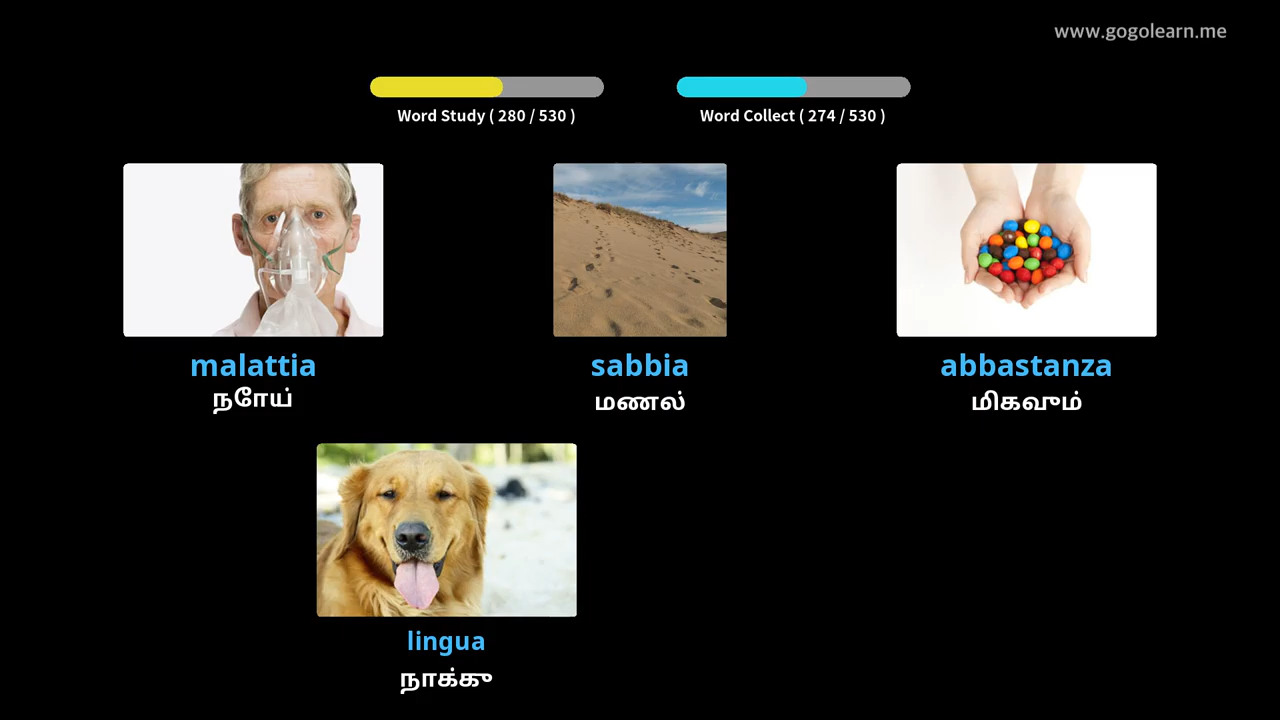 www.gogolearn.me
Word Study ( 280 / 530 )
Word Collect ( 274 / 530 )
malattia
நோய்
sabbia
மணல்
abbastanza
மிகவும்
lingua
நாக்கு